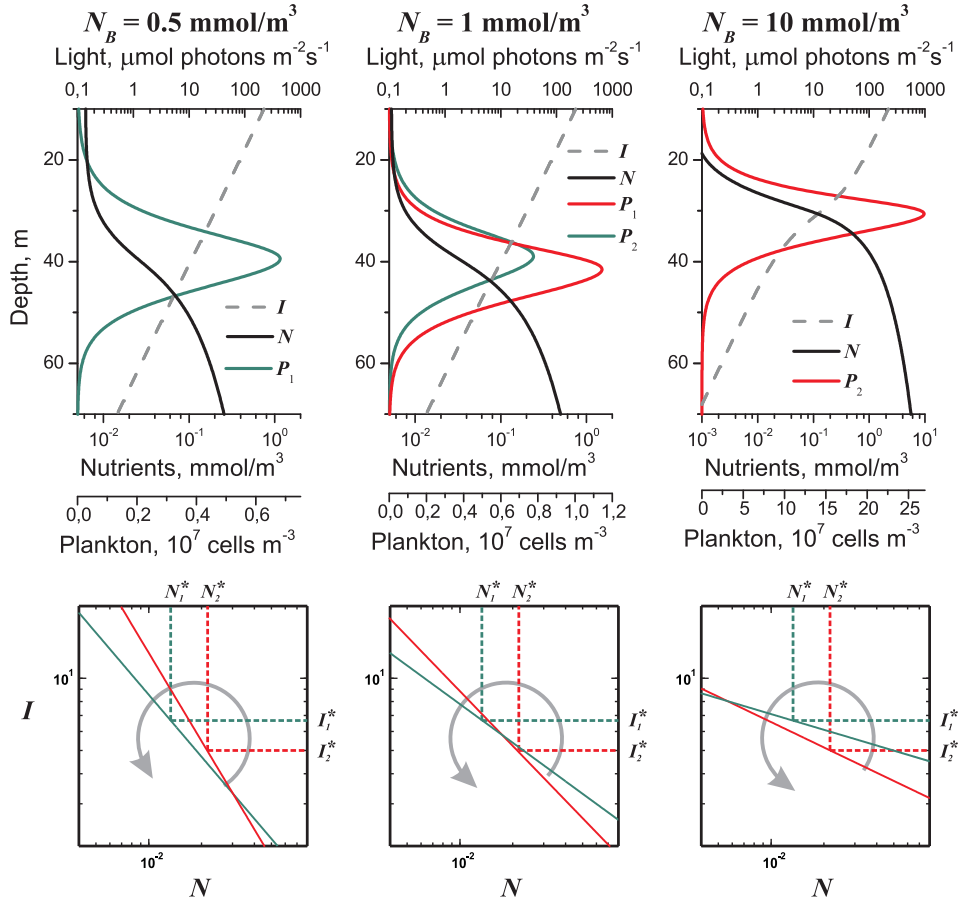 N_B = 0.5 mmol/m³
Light, μmol photons m⁻²s⁻¹
0,1 1 10 100 1000
20
40
60
Depth, m
I
N
P₁
10⁻² 10⁻¹ 10⁰
Nutrients, mmol/m³
0,0 0,2 0,4 0,6
Plankton, 10⁷ cells m⁻³
N_B = 1 mmol/m³
Light, μmol photons m⁻²s⁻¹
0,1 1 10 100 1000
I
N
P₁
P₂
10⁻² 10⁻¹ 10⁰
Nutrients, mmol/m³
0,0 0,2 0,4 0,6 0,8 1,0 1,2
Plankton, 10⁷ cells m⁻³
N_B = 10 mmol/m³
Light, μmol photons m⁻²s⁻¹
0,1 1 10 100 1000
I
N
P₂
10⁻³ 10⁻² 10⁻¹ 10⁰ 10¹
Nutrients, mmol/m³
0 5 10 15 20 25
Plankton, 10⁷ cells m⁻³
N₁* N₂*
10¹
I
I₁*
I₂*
10⁻²
N
N₁* N₂*
10¹
I₁*
I₂*
10⁻²
N
N₁* N₂*
10¹
I₁*
I₂*
10⁻²
N